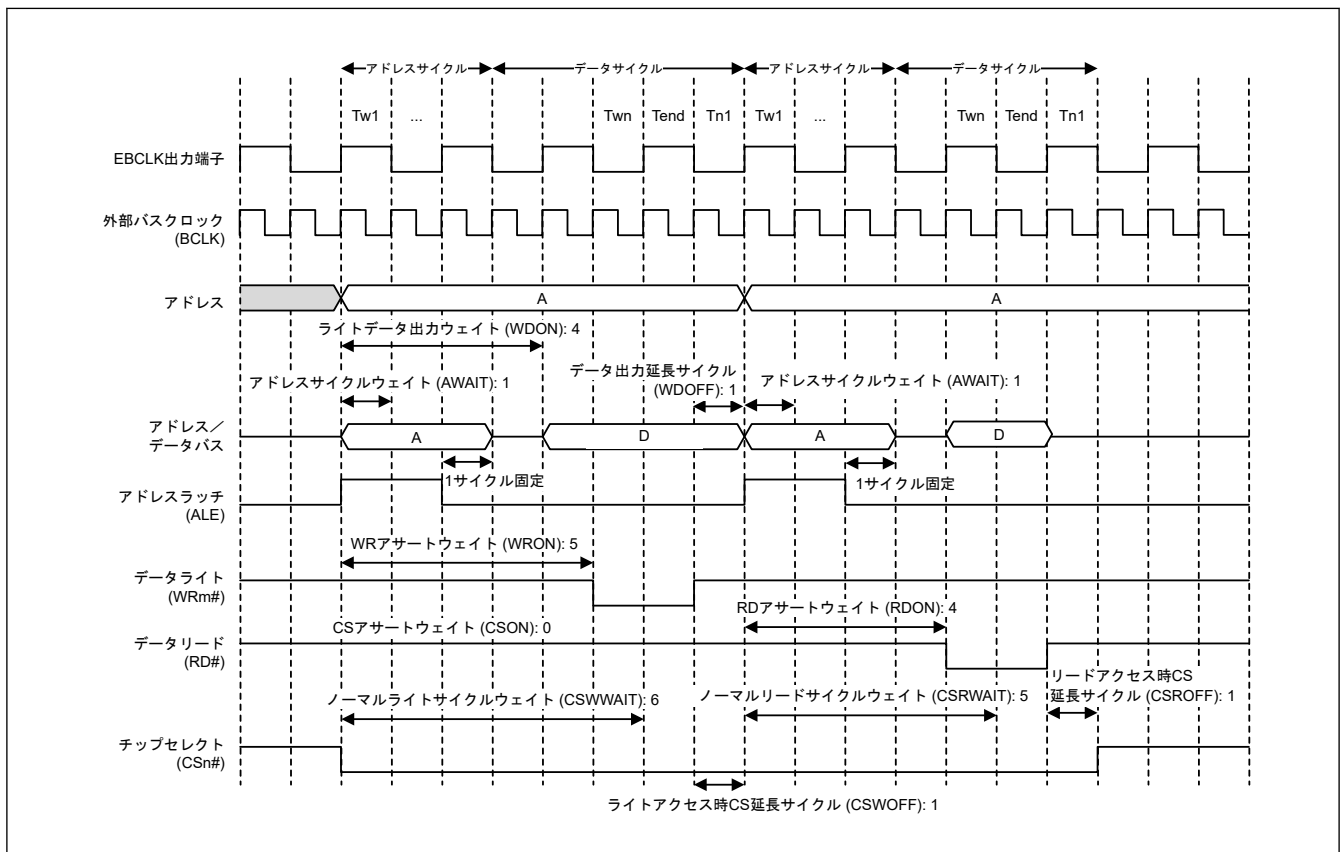 アドレスサイクル データサイクル アドレスサイクル データサイクル
Tw1 ... Twn Tend Tn1 Tw1 ... Twn Tend Tn1
EBCLK出力端子
外部バスクロック
(BCLK)
アドレス A A
ライトデータ出力ウェイト (WDON): 4
データ出力延長サイクル
(WDOFF): 1
アドレスサイクルウェイト (AWAIT): 1
アドレスサイクルウェイト (AWAIT): 1
アドレス／
データバス
A D A D
1サイクル固定 1サイクル固定
アドレスラッチ
(ALE)
WRアサートウェイト (WRON): 5
データライト
(WRm#)
RDアサートウェイト (RDON): 4
CSアサートウェイト (CSON): 0
データリード
(RD#)
リードアクセス時CS
延長サイクル (CSROFF): 1
ノーマルライトサイクルウェイト (CSWWAIT): 6
ノーマルリードサイクルウェイト (CSRWAIT): 5
チップセレクト
(CSn#)
ライトアクセス時CS延長サイクル (CSWOFF): 1